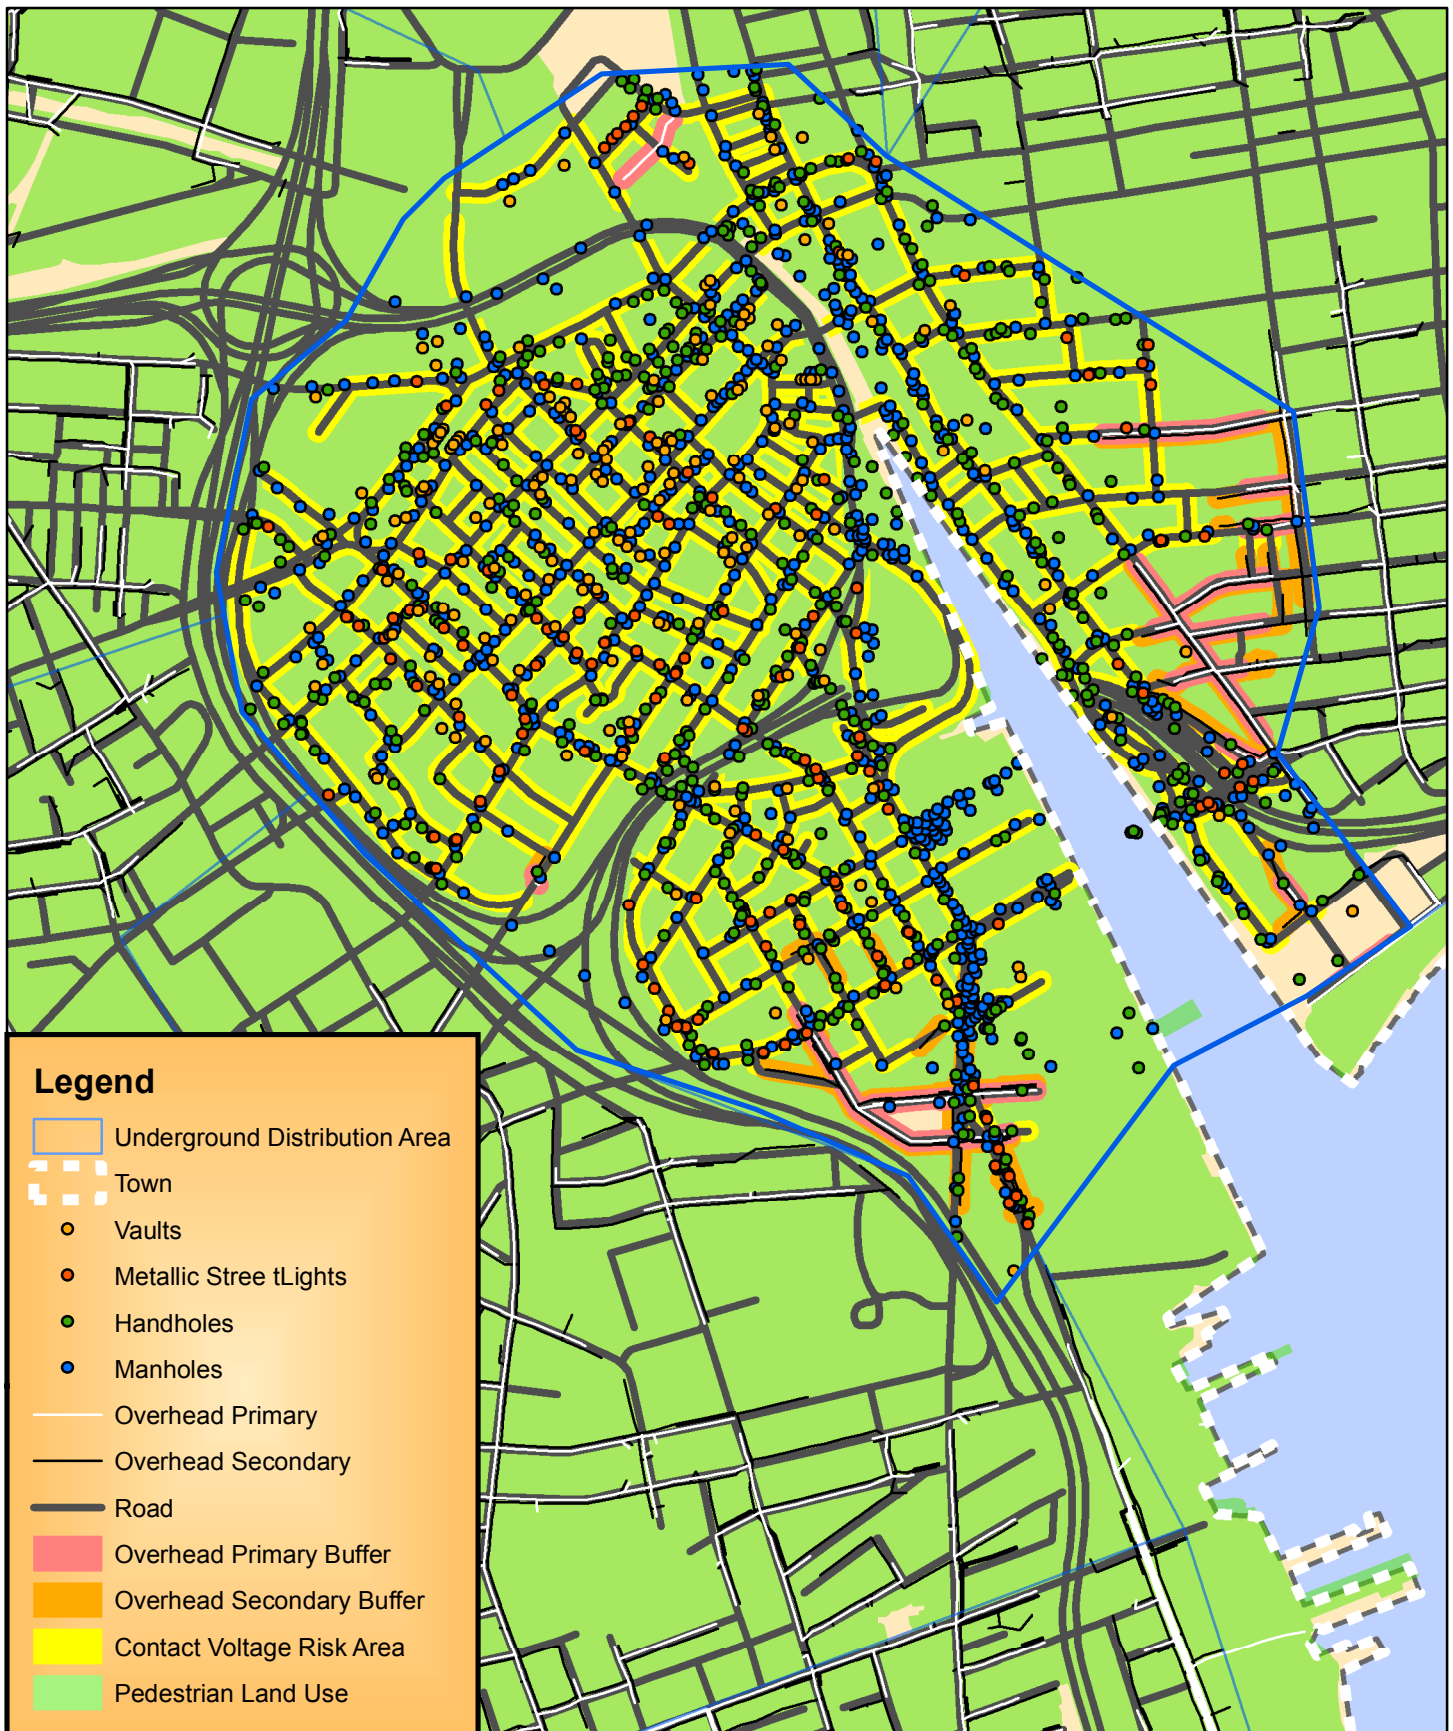 Legend
Underground Distribution Area
Town
Vaults
Metallic Stree tLights
Handholes
Manholes
Overhead Primary
Overhead Secondary
Road
Overhead Primary Buffer
Overhead Secondary Buffer
Contact Voltage Risk Area
Pedestrian Land Use